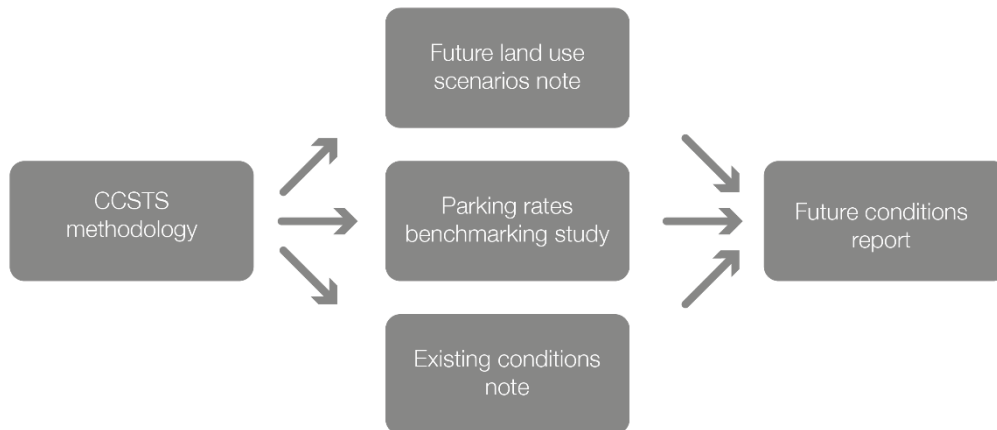 Future land use
scenarios note
CCSTS
methodology
Parking rates
benchmarking study
Future conditions
report
Existing conditions
note